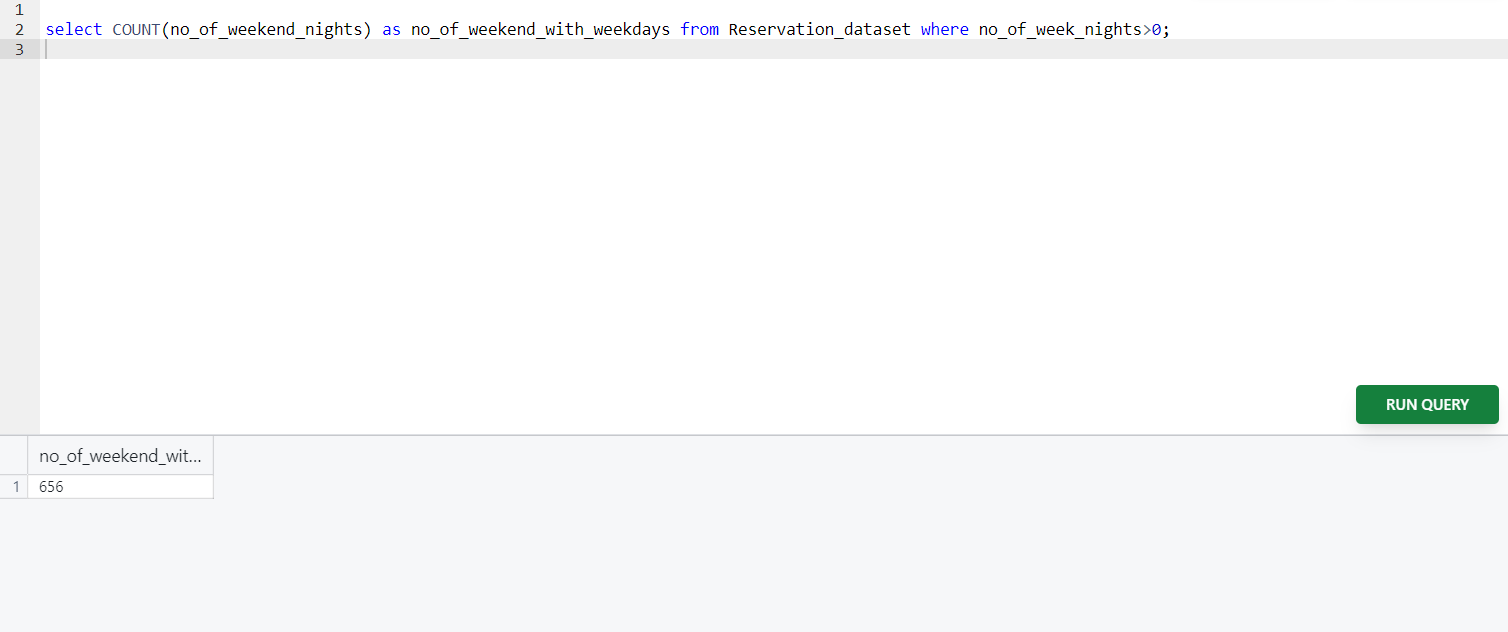 1
2 select COUNT(no_of_weekend_nights) as no_of_weekend_with_weekdays from Reservation_dataset where no_of_week_nights>0;
3
RUN QUERY
no_of_weekend_wit...
1 656